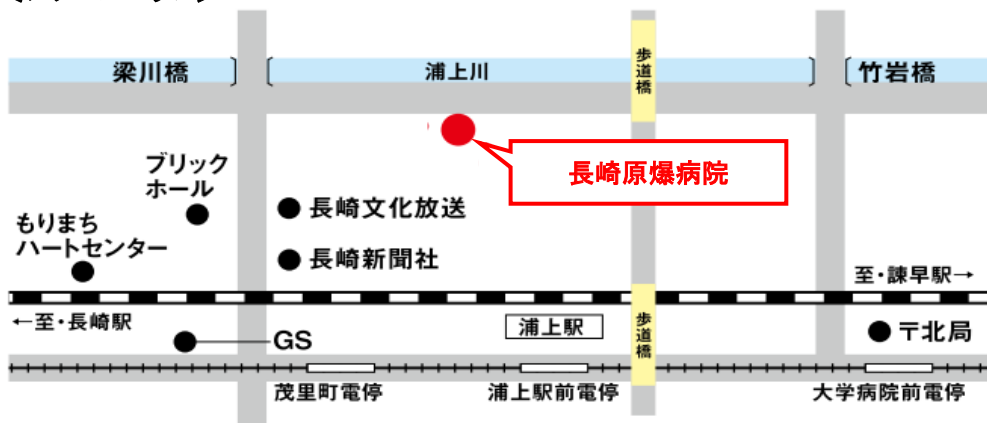 梁川橋
浦上川
歩道橋
竹岩橋
長崎原爆病院
ブリック
ホール
長崎文化放送
もりまち
ハートセンター
長崎新聞社
至・諫早駅→
←至・長崎駅
浦上駅
歩道橋
〒北局
GS
茂里町電停
浦上駅前電停
大学病院前電停